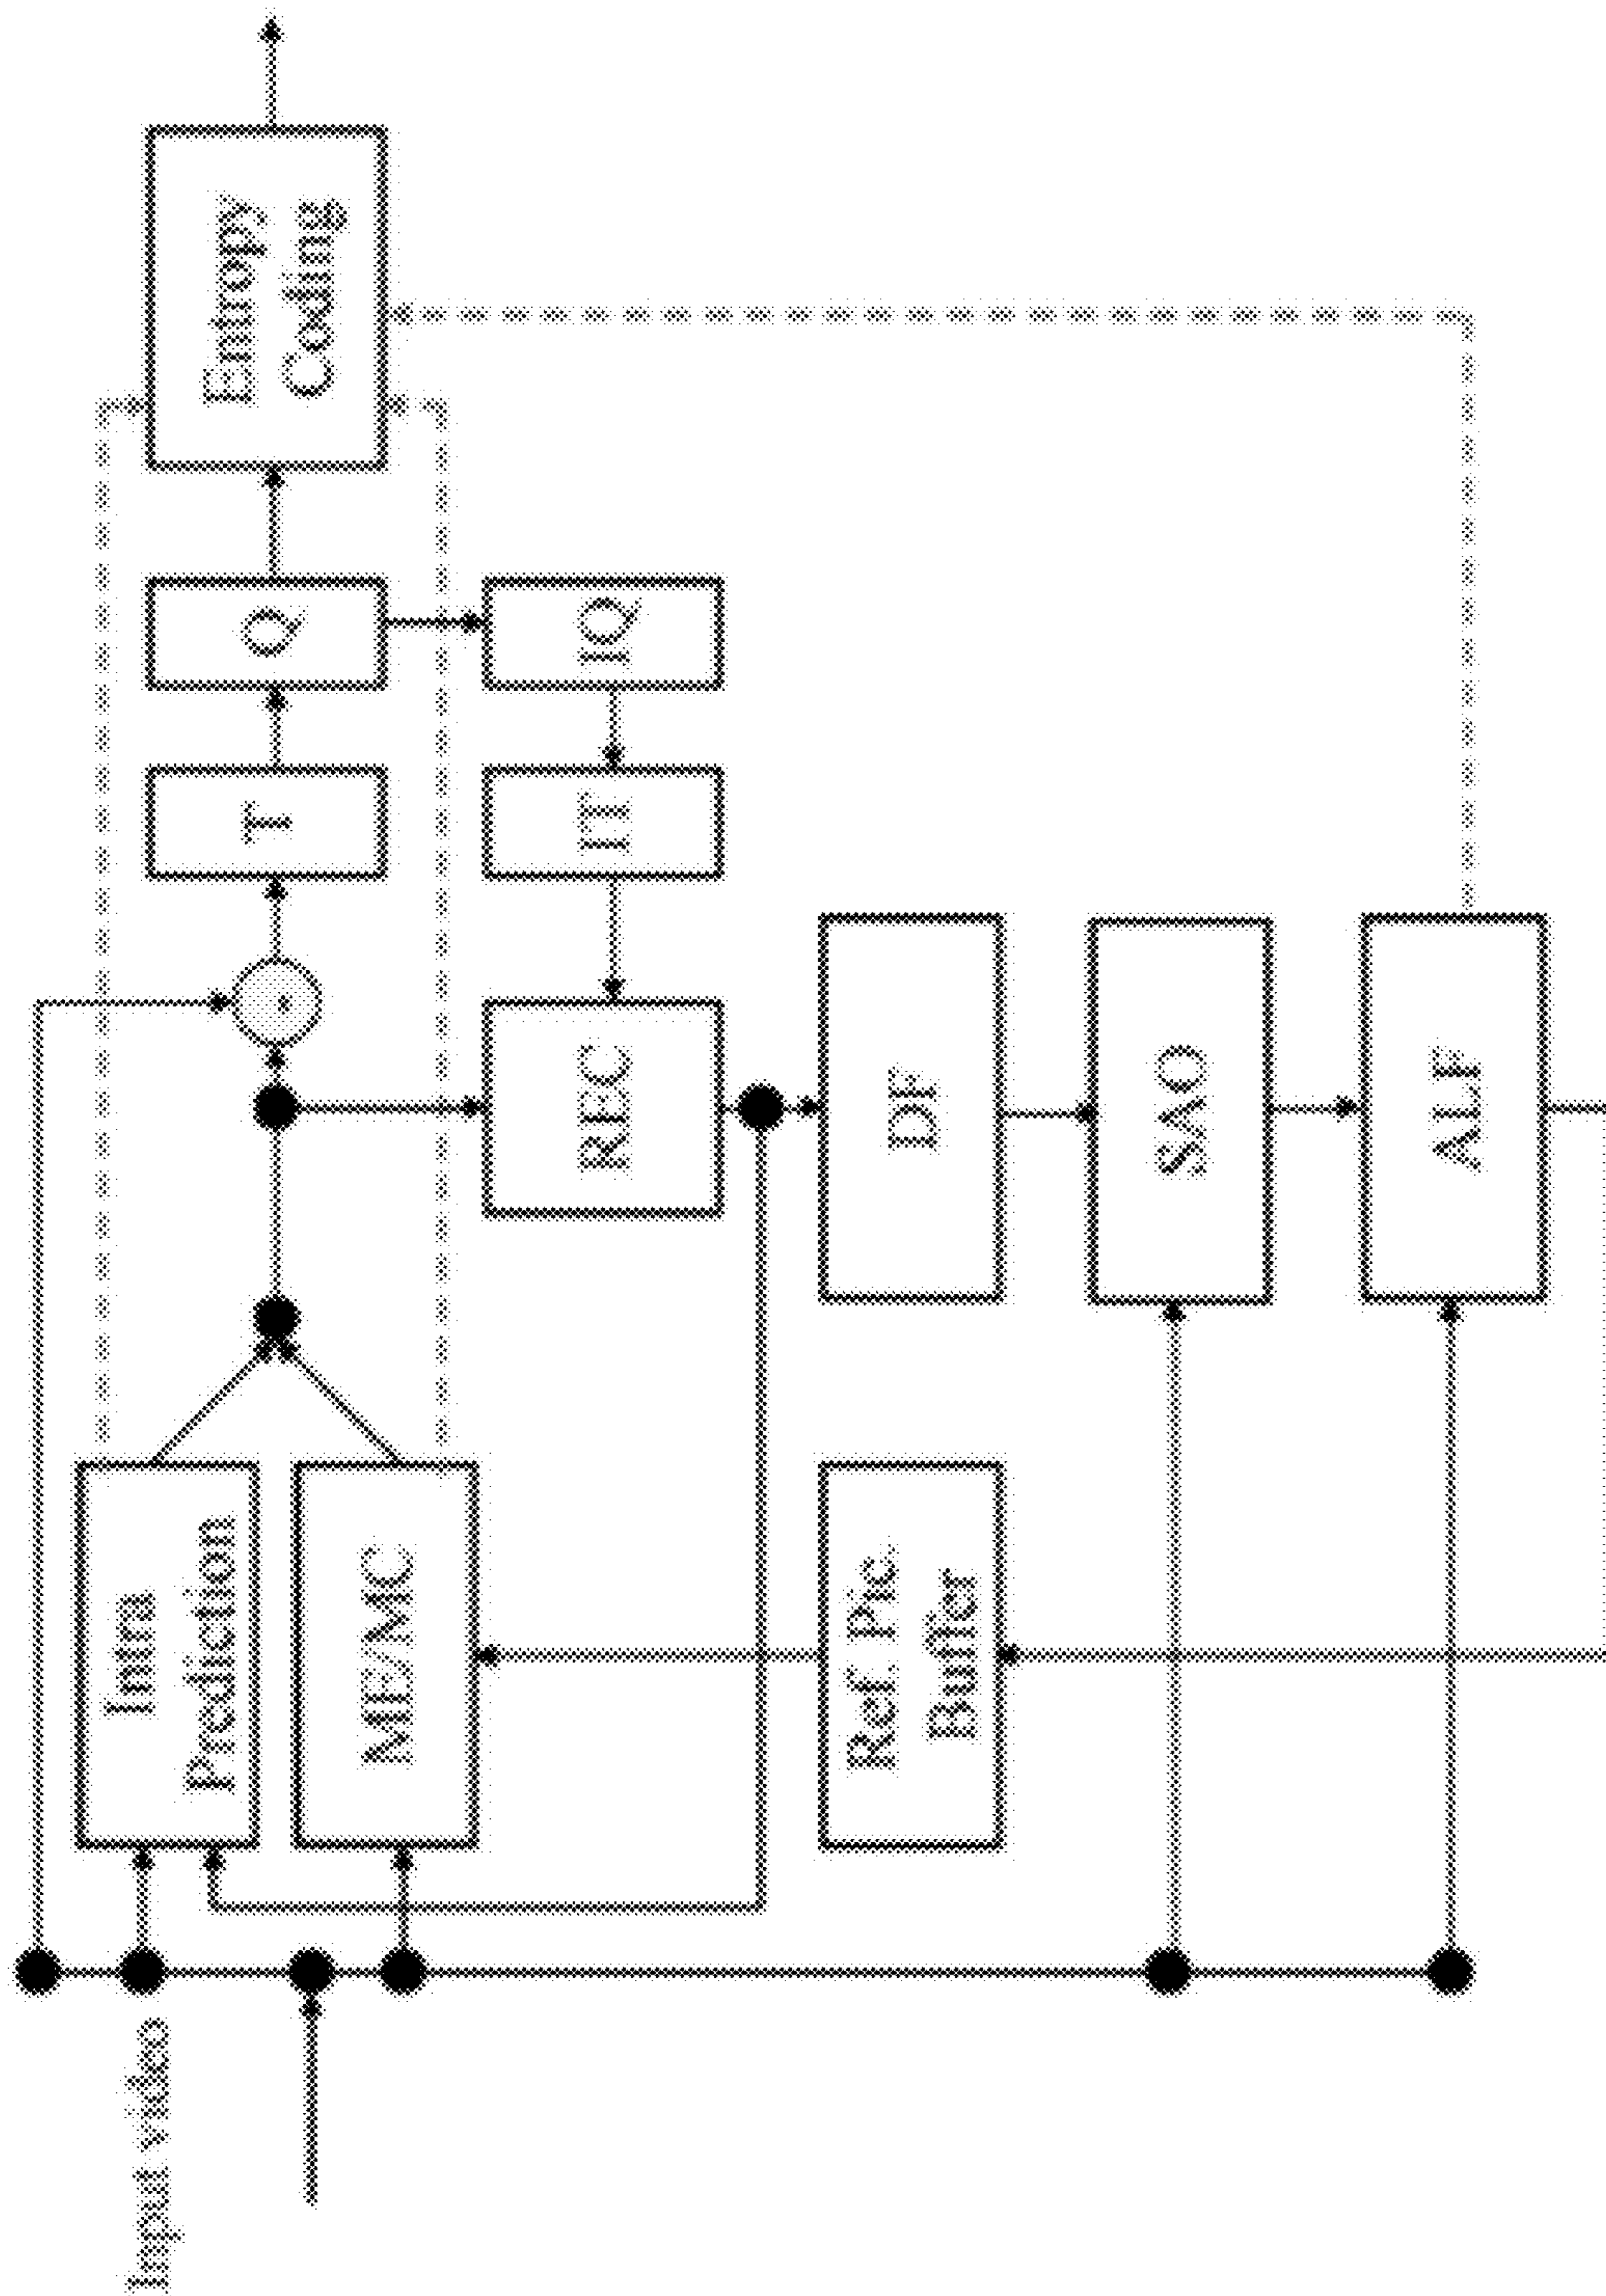 Input video
Intra
Prediction
ME/MC
-
T
Q
Entropy
Coding
REC
IT
IQ
Ref. Pic.
Buffer
DF
SAO
ALF